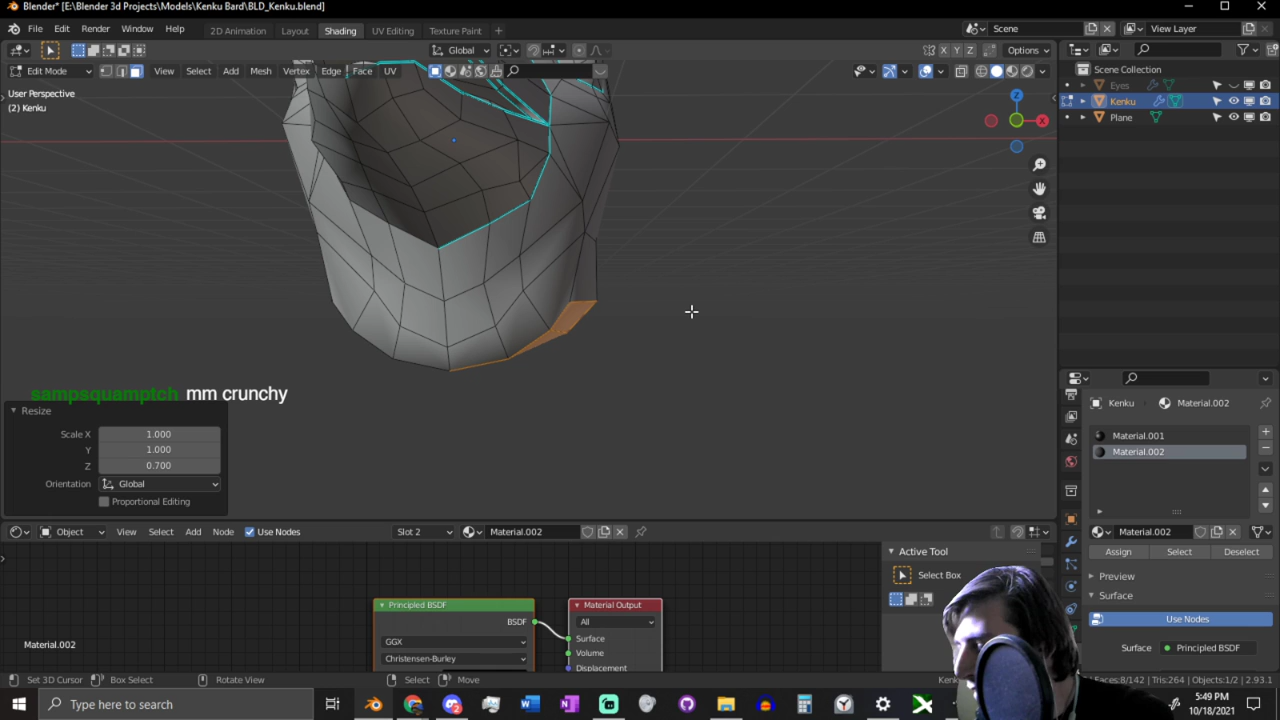 Blender* [E:\Blender 3d Projects\Models\Kenku Bard\BLD_Kenku.blend]
File Edit Render Window Help 2D Animation Layout Shading UV Editing Texture Paint + Scene View Layer
Global Options
Edit Mode View Select Add Mesh Vertex Edge Face UV
X Y Z
User Perspective
(2) Kenku
Z
X
Scene Collection
Eyes
Kenku
Plane
sampsquamptch mm crunchy
Resize
Scale X 1.000
Y 1.000
Z 0.700
Orientation Global
Proportional Editing
Kenku Material.002
Material.001
Material.002
Material.002
Assign Select Deselect
Preview
Surface
Use Nodes
Surface Principled BSDF
Object View Select Add Node Use Nodes Slot 2 Material.002
Active Tool
Select Box
Principled BSDF
BSDF
GGX
Christensen-Burley
Material Output
All
Surface
Volume
Displacement
Material.002
Set 3D Cursor Box Select Rotate View Select Move
Faces:8/142 | Tris:264 | 1/2 | 2.93.1
Type here to search
5:49 PM
10/18/2021